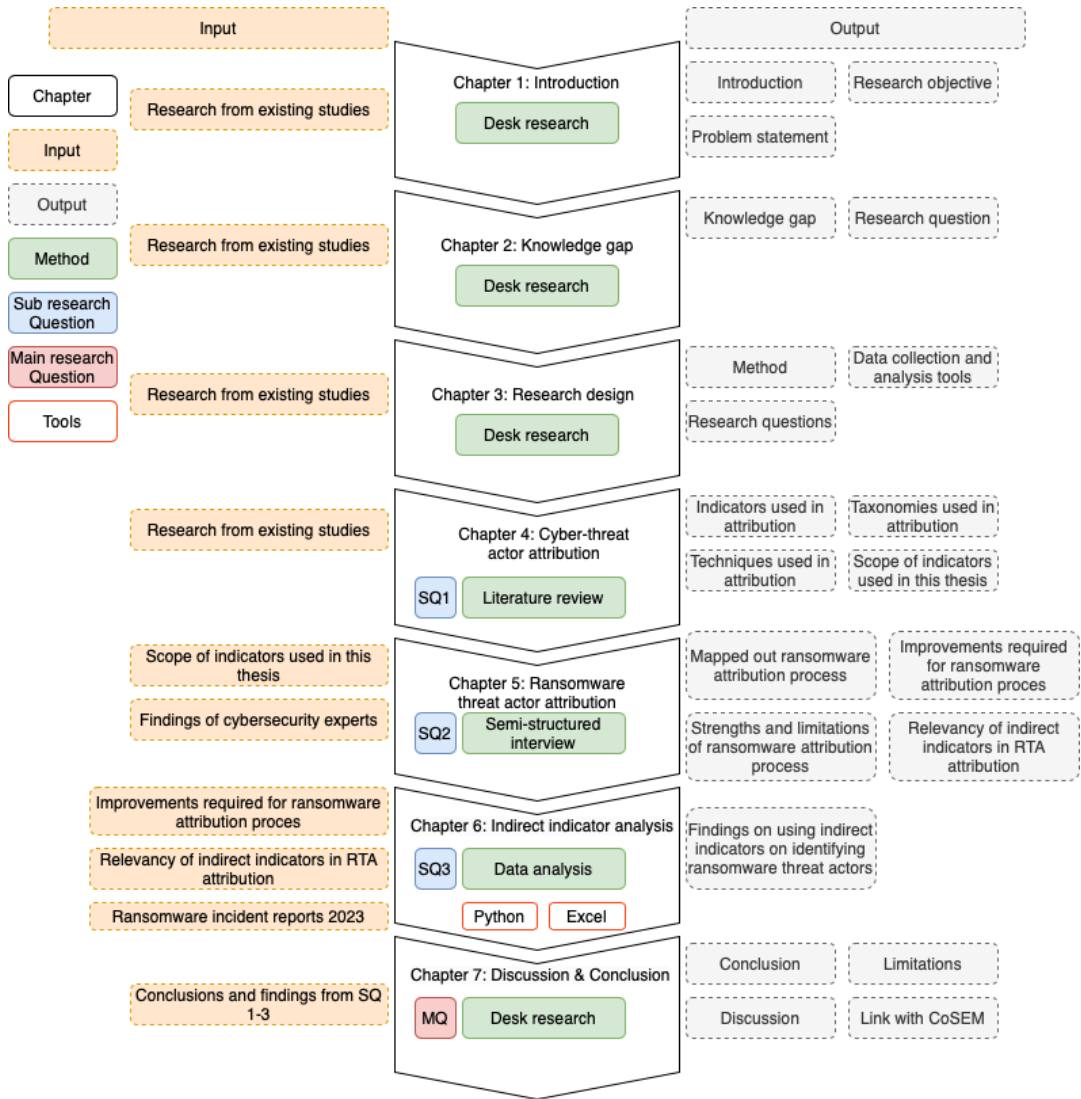 Input
Output
Chapter
Input
Output
Method
Sub research
Question
Main research
Question
Tools
Research from existing studies
Chapter 1: Introduction
Desk research
Introduction
Research objective
Problem statement
Research from existing studies
Chapter 2: Knowledge gap
Desk research
Knowledge gap
Research question
Research from existing studies
Chapter 3: Research design
Desk research
Method
Data collection and
analysis tools
Research questions
Research from existing studies
Chapter 4: Cyber-threat
actor attribution
SQ1
Literature review
Indicators used in
attribution
Taxonomies used in
attribution
Techniques used in
attribution
Scope of indicators
used in this thesis
Scope of indicators used in this
thesis
Findings of cybersecurity experts
Chapter 5: Ransomware
threat actor attribution
SQ2
Semi-structured
interview
Mapped out ransomware
attribution process
Improvements required
for ransomware
attribution proces
Strengths and limitations
of ransomware attribution
process
Relevancy of indirect
indicators in RTA
attribution
Improvements required for ransomware
attribution proces
Relevancy of indirect indicators in RTA
attribution
Ransomware incident reports 2023
Chapter 6: Indirect indicator analysis
SQ3
Data analysis
Python
Excel
Findings on using indirect
indicators on identifying
ransomware threat actors
Conclusions and findings from SQ
1-3
Chapter 7: Discussion & Conclusion
MQ
Desk research
Conclusion
Limitations
Discussion
Link with CoSEM